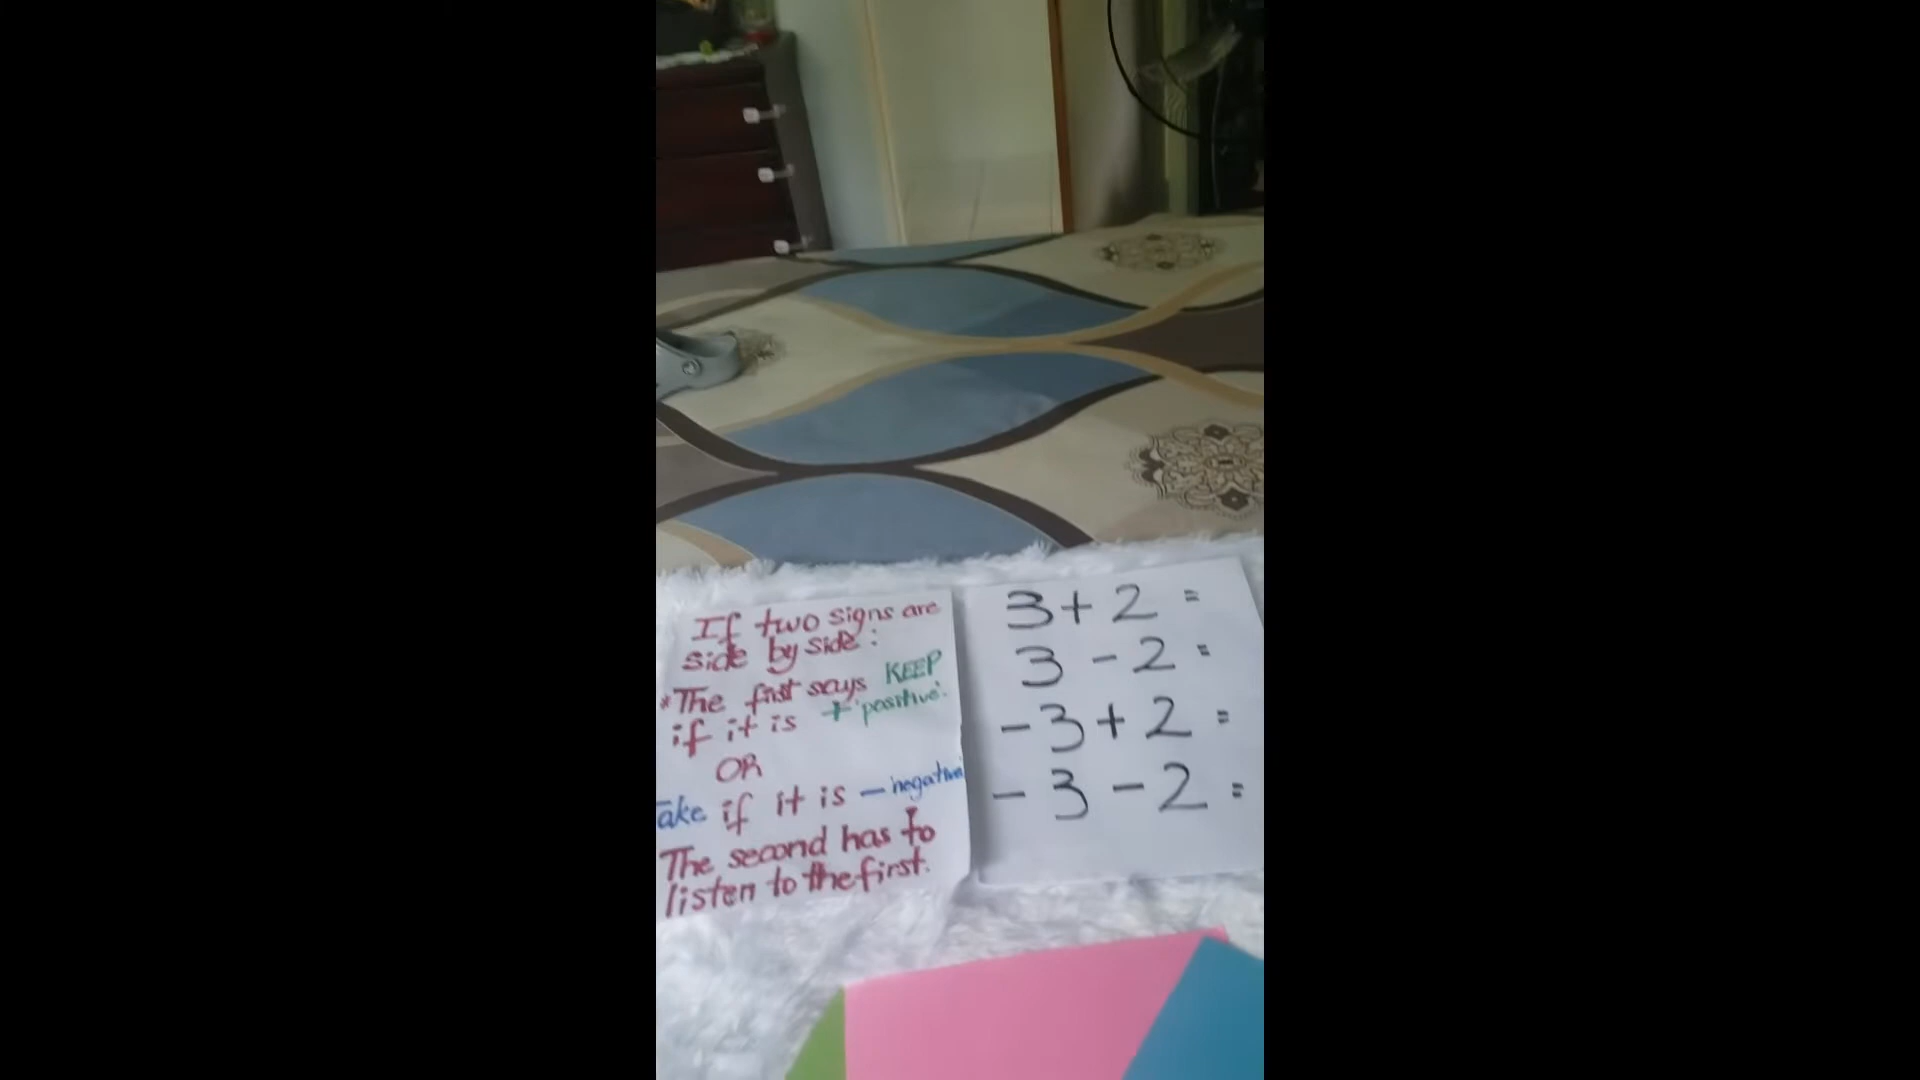 If two signs are
side by side:
*The first says KEEP
if it is + 'positive'.
OR
Take if it is – 'negative'
The second has to
listen to the first.
3 + 2 =
3 - 2 =
- 3 + 2 =
- 3 - 2 =